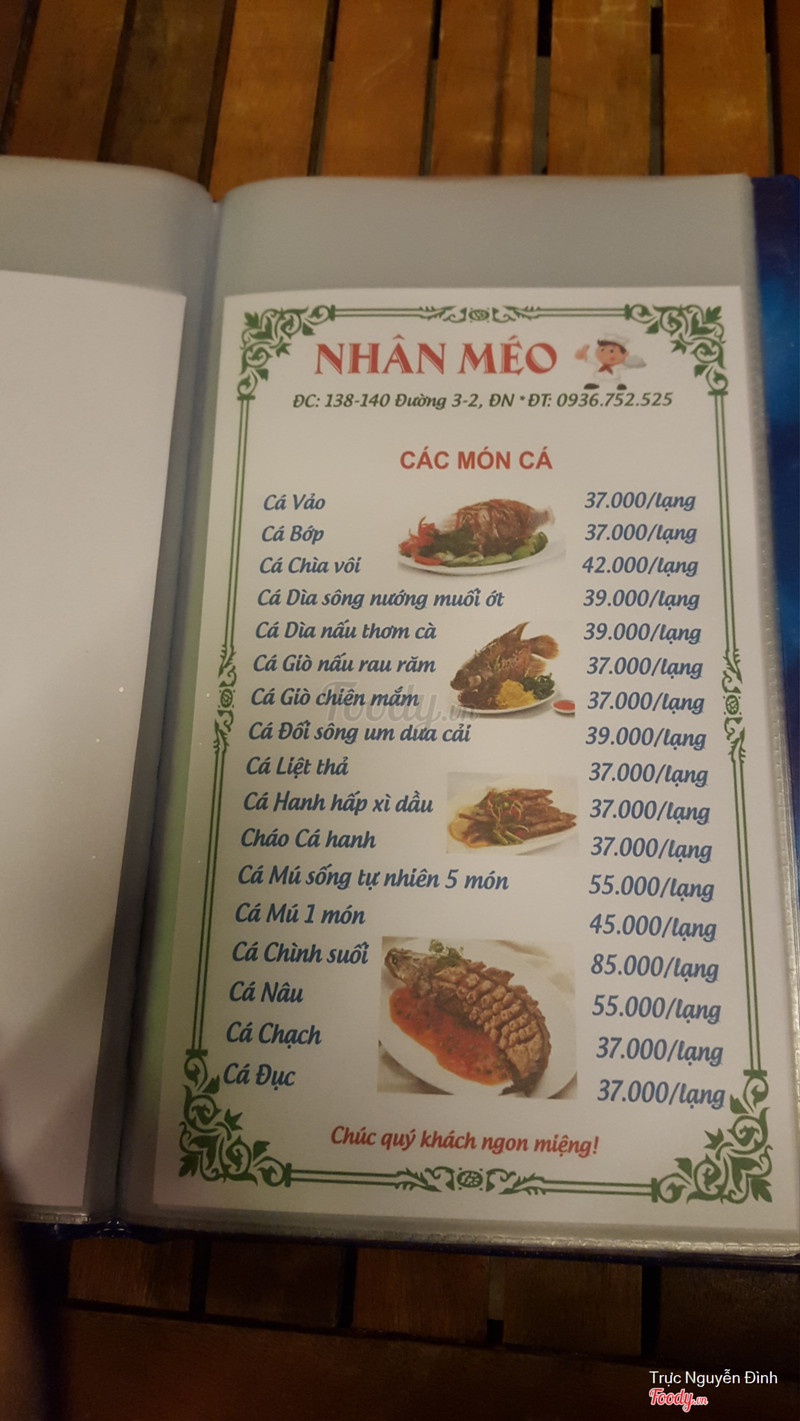 NHÂN MÉO
ĐC: 138-140 Đường 3-2, ĐN * ĐT: 0936.752.525
CÁC MÓN CÁ
Cá Vảo 37.000/lạng
Cá Bớp 37.000/lạng
Cá Chìa vôi 42.000/lạng
Cá Dìa sông nướng muối ớt 39.000/lạng
Cá Dìa nấu thơm cà 39.000/lạng
Cá Giò nấu rau răm 37.000/lạng
Cá Giò chiên mắm 37.000/lạng
Cá Đối sông um dưa cải 39.000/lạng
Cá Liệt thả 37.000/lạng
Cá Hanh hấp xì dầu 37.000/lạng
Cháo Cá hanh 37.000/lạng
Cá Mú sống tự nhiên 5 món 55.000/lạng
Cá Mú 1 món 45.000/lạng
Cá Chình suối 85.000/lạng
Cá Nâu 55.000/lạng
Cá Chạch 37.000/lạng
Cá Đục 37.000/lạng
Chúc quý khách ngon miệng!
Foody.vn
Trực Nguyễn Đình
Foody.vn